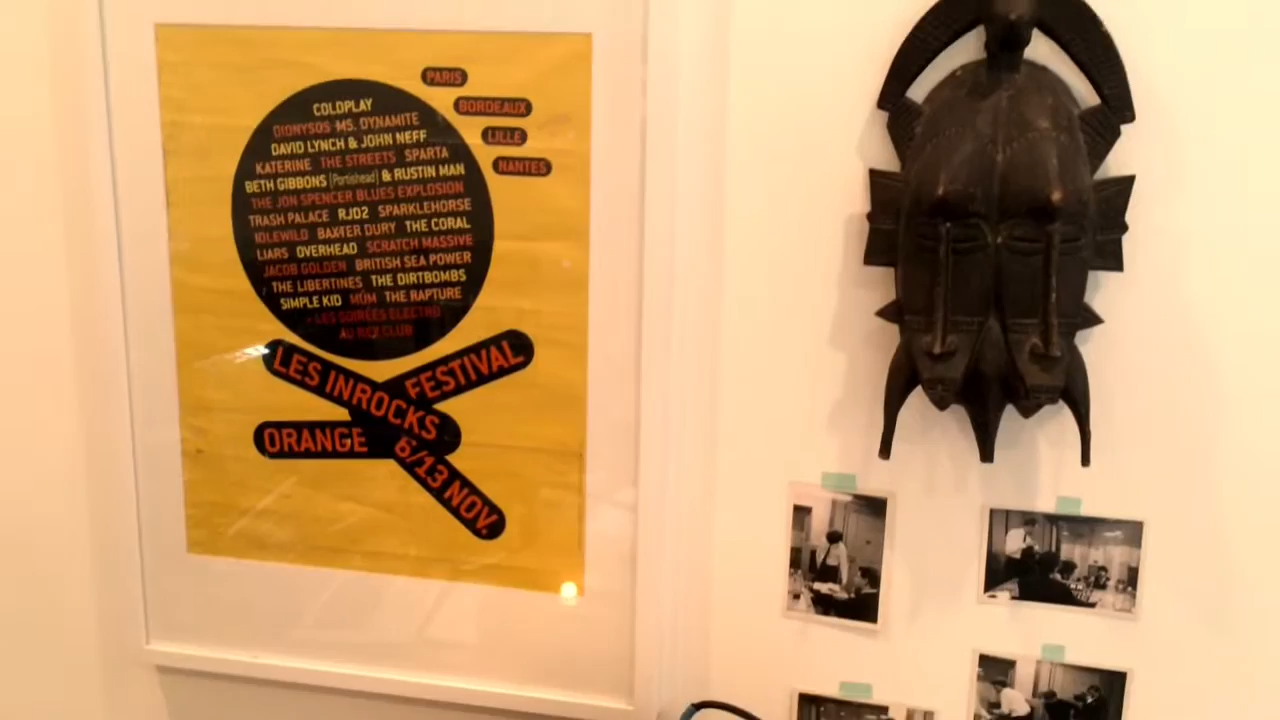 PARIS
BORDEAUX
LILLE
NANTES
COLDPLAY
DIONYSOS MS. DYNAMITE
DAVID LYNCH & JOHN NEFF
KATERINE THE STREETS SPARTA
BETH GIBBONS (Portishead) & RUSTIN MAN
THE JON SPENCER BLUES EXPLOSION
TRASH PALACE RJD2 SPARKLEHORSE
IDLEWILD BAXTER DURY THE CORAL
LIARS OVERHEAD SCRATCH MASSIVE
JACOB GOLDEN BRITISH SEA POWER
THE LIBERTINES THE DIRTBOMBS
SIMPLE KID MÚM THE RAPTURE
- LES SOIRÉES ELECTRO
AU REX CLUB
FESTIVAL
LES INROCKS
ORANGE
6/13 NOV.